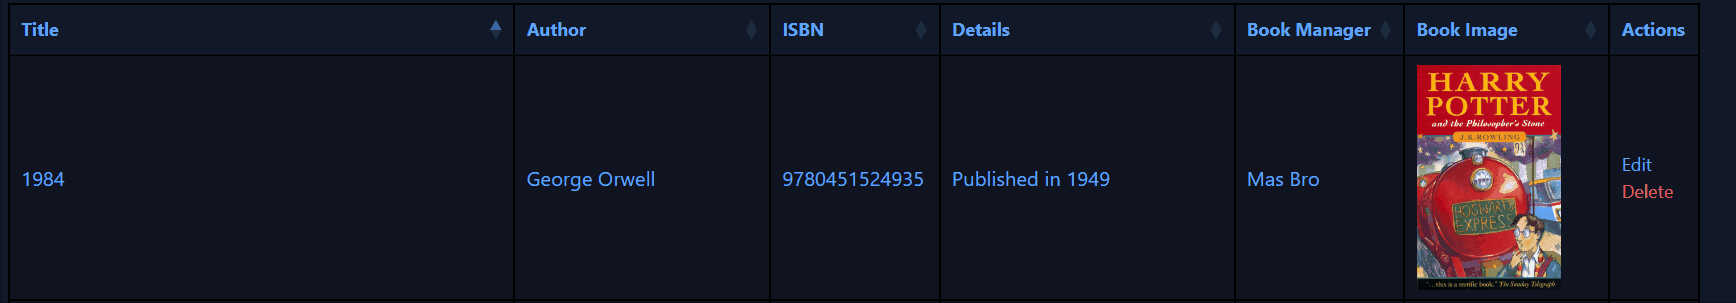 Title Author ISBN Details Book Manager Book Image Actions
1984 George Orwell 9780451524935 Published in 1949 Mas Bro
HARRY
POTTER
and the Philosopher's Stone
J.K.ROWLING
9¾
HOGWARTS
EXPRESS
"...this is a terrific book." The Sunday Telegraph
Edit
Delete